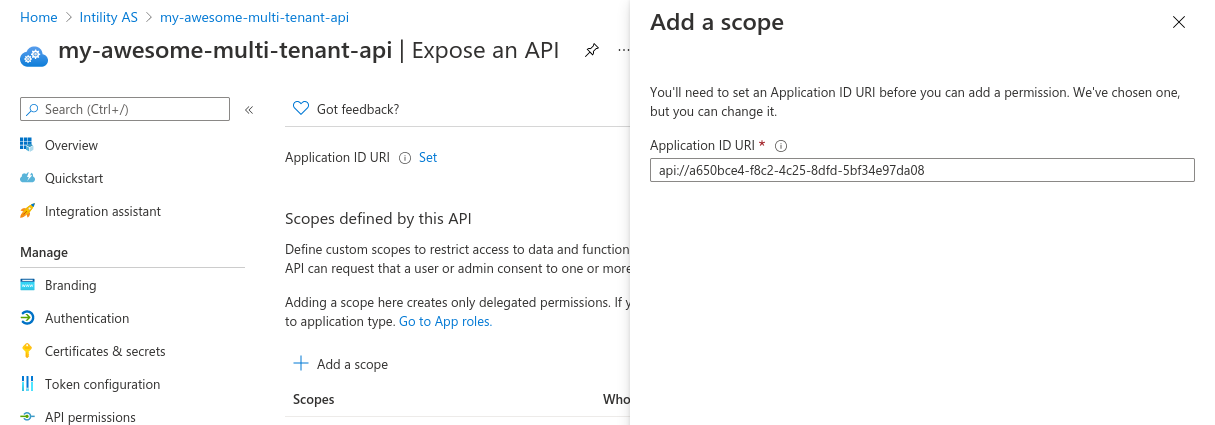 Home > Intility AS > my-awesome-multi-tenant-api
my-awesome-multi-tenant-api | Expose an API
Search (Ctrl+/)
Overview
Quickstart
Integration assistant
Manage
Branding
Authentication
Certificates & secrets
Token configuration
API permissions
Got feedback?
Application ID URI Set
Scopes defined by this API
Define custom scopes to restrict access to data and function
API can request that a user or admin consent to one or more
Adding a scope here creates only delegated permissions. If y
to application type. Go to App roles.
Add a scope
Scopes Who
Add a scope
You'll need to set an Application ID URI before you can add a permission. We've chosen one,
but you can change it.
Application ID URI *
api://a650bce4-f8c2-4c25-8dfd-5bf34e97da08